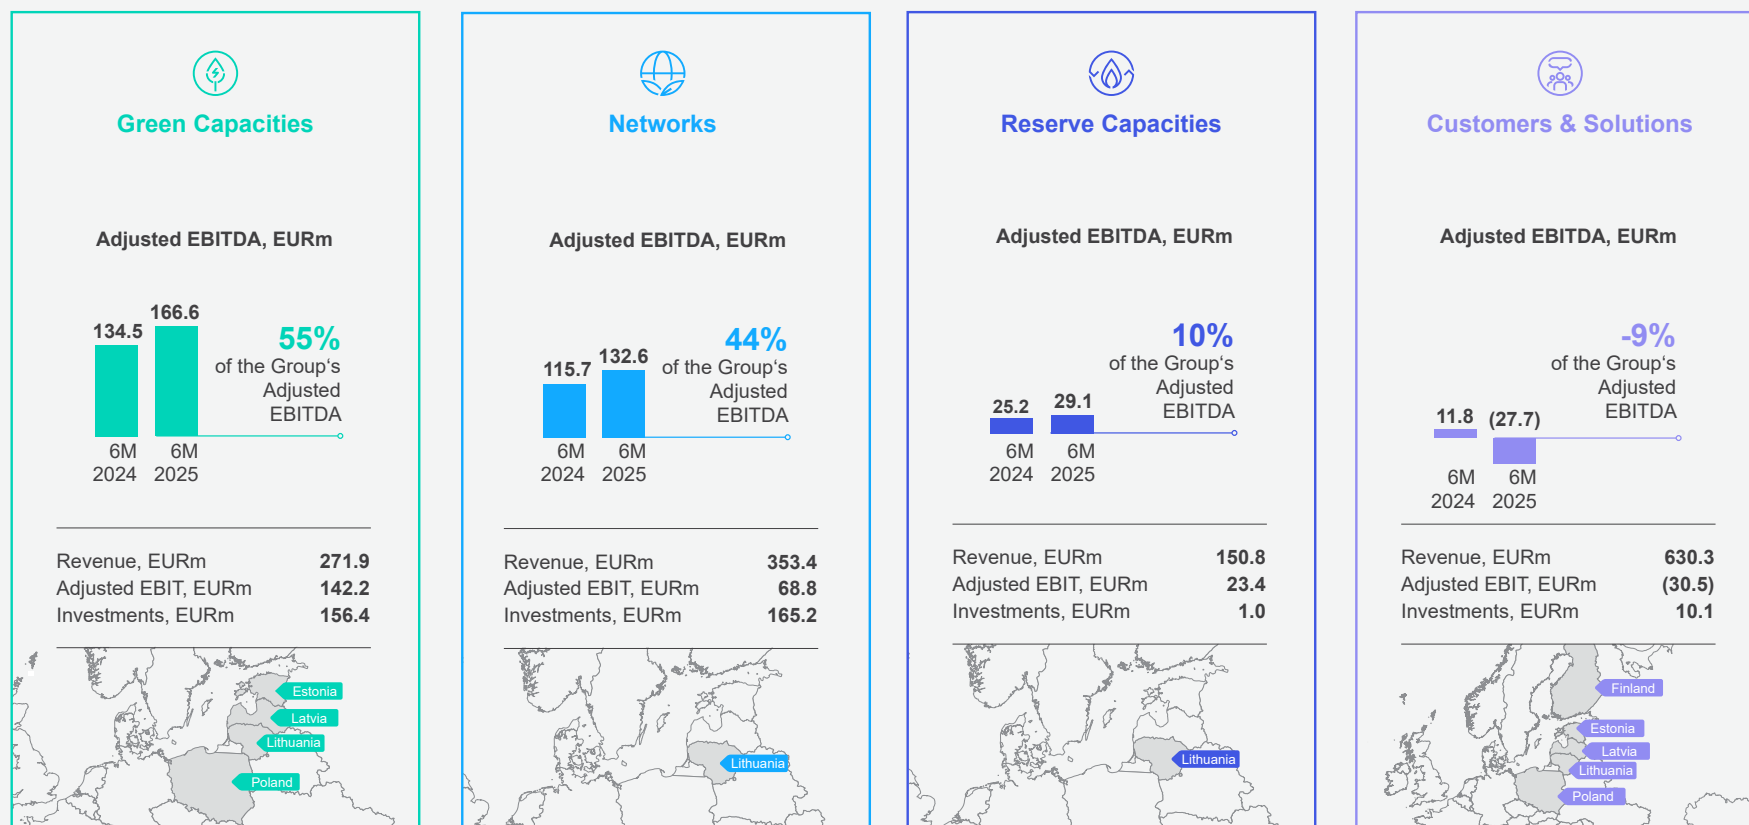 Green Capacities
Adjusted EBITDA, EURm
134.5
166.6
55%
of the Group‘s
Adjusted
EBITDA
6M
2024
6M
2025
Revenue, EURm 271.9
Adjusted EBIT, EURm 142.2
Investments, EURm 156.4
Estonia
Latvia
Lithuania
Poland
Networks
Adjusted EBITDA, EURm
115.7
132.6
44%
of the Group‘s
Adjusted
EBITDA
6M
2024
6M
2025
Revenue, EURm 353.4
Adjusted EBIT, EURm 68.8
Investments, EURm 165.2
Lithuania
Reserve Capacities
Adjusted EBITDA, EURm
25.2
29.1
10%
of the Group‘s
Adjusted
EBITDA
6M
2024
6M
2025
Revenue, EURm 150.8
Adjusted EBIT, EURm 23.4
Investments, EURm 1.0
Lithuania
Customers & Solutions
Adjusted EBITDA, EURm
11.8
(27.7)
-9%
of the Group‘s
Adjusted
EBITDA
6M
2024
6M
2025
Revenue, EURm 630.3
Adjusted EBIT, EURm (30.5)
Investments, EURm 10.1
Finland
Estonia
Latvia
Lithuania
Poland